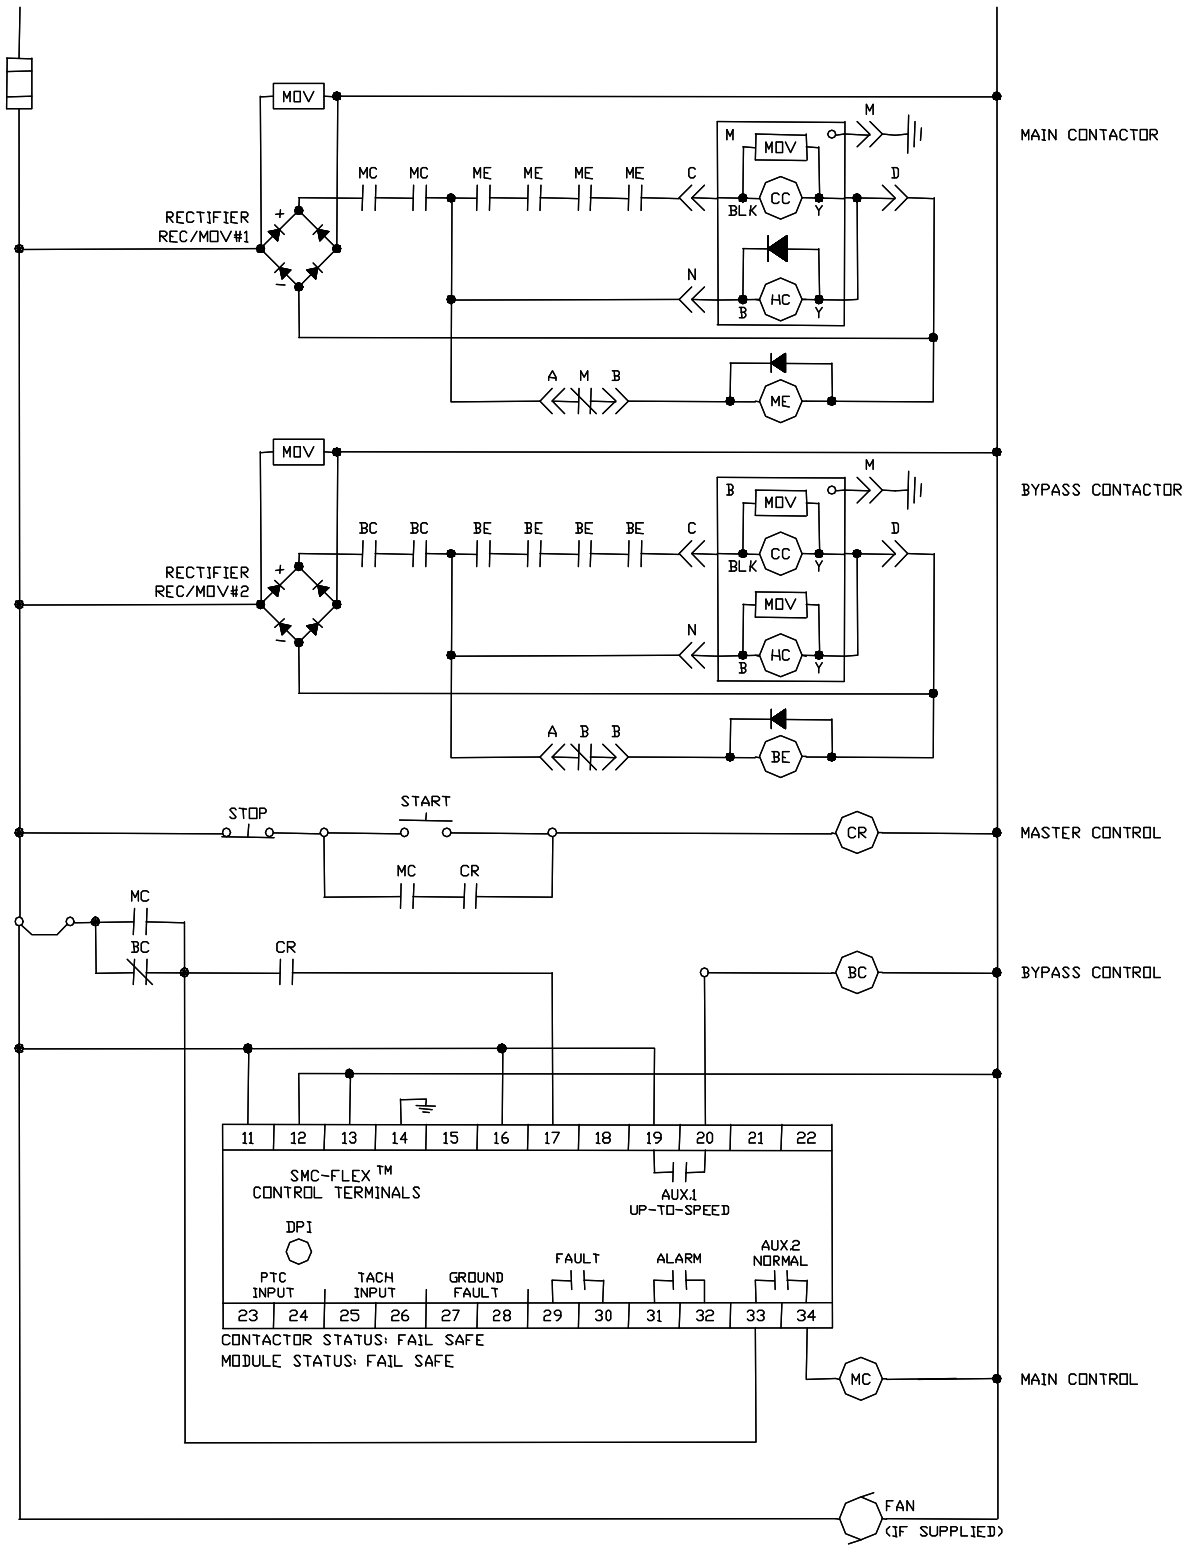 MOV
M
M
MAIN CONTACTOR
MOV
MC MC ME ME ME ME C D
CC
BLK Y
RECTIFIER
REC/MOV#1
+
-
N
HC
B Y
A M B
ME
MOV
M
B
BYPASS CONTACTOR
MOV
BC BC BE BE BE BE C D
CC
BLK Y
RECTIFIER
REC/MOV#2
+
-
MOV
N
HC
B Y
A B B
BE
STOP START
CR
MASTER CONTROL
MC CR
MC
BC CR
BC
BYPASS CONTROL
11 12 13 14 15 16 17 18 19 20 21 22
SMC-FLEX™
CONTROL TERMINALS
AUX.1
UP-TO-SPEED
DPI
FAULT ALARM AUX.2
NORMAL
PTC
INPUT
TACH
INPUT
GROUND
FAULT
23 24 25 26 27 28 29 30 31 32 33 34
CONTACTOR STATUS: FAIL SAFE
MODULE STATUS: FAIL SAFE
MC
MAIN CONTROL
FAN
(IF SUPPLIED)